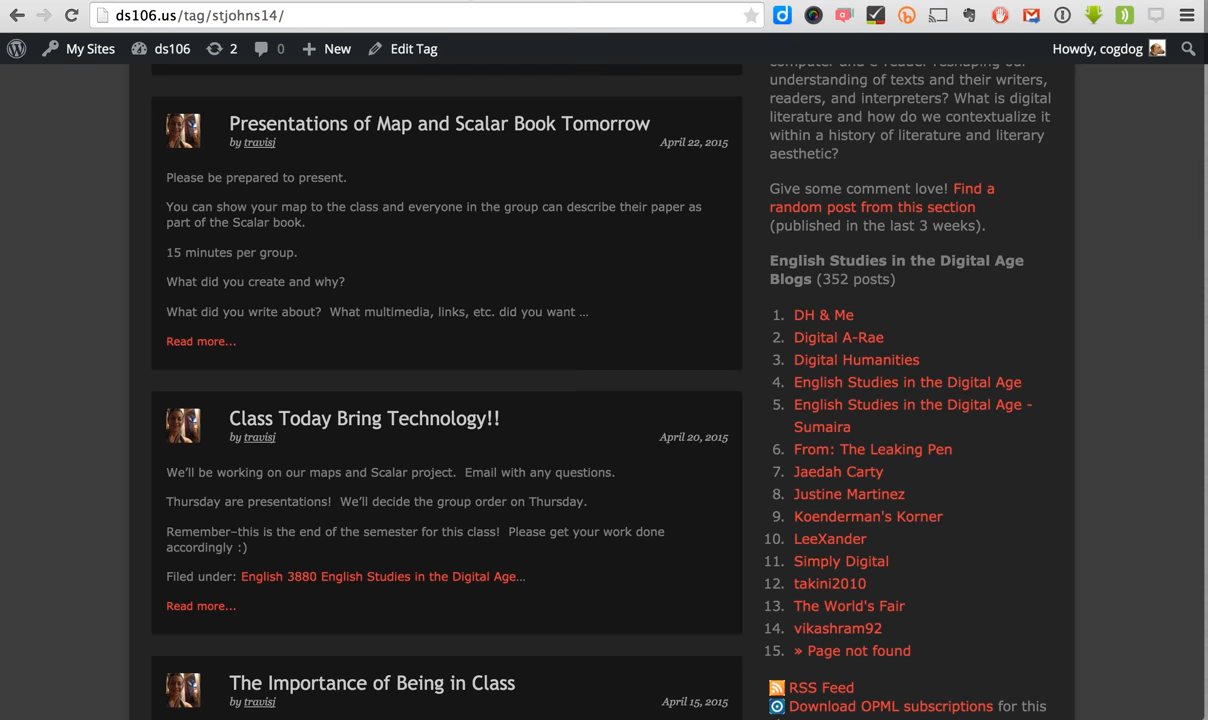 ds106.us/tag/stjohns14/
My Sites ds106 2 0 New Edit Tag Howdy, cogdog
Presentations of Map and Scalar Book Tomorrow
by travisj April 22, 2015
Please be prepared to present.
You can show your map to the class and everyone in the group can describe their paper as
part of the Scalar book.
15 minutes per group.
What did you create and why?
What did you write about?  What multimedia, links, etc. did you want ...
Read more...
Class Today Bring Technology!!
by travisj April 20, 2015
We'll be working on our maps and Scalar project.  Email with any questions.
Thursday are presentations!  We'll decide the group order on Thursday.
Remember–this is the end of the semester for this class!  Please get your work done
accordingly :)
Filed under: English 3880 English Studies in the Digital Age...
Read more...
The Importance of Being in Class
by travisj April 15, 2015
computer and e-reader reshaping our
understanding of texts and their writers,
readers, and interpreters? What is digital
literature and how do we contextualize it
within a history of literature and literary
aesthetic?
Give some comment love! Find a
random post from this section
(published in the last 3 weeks).
English Studies in the Digital Age
Blogs (352 posts)
1. DH & Me
2. Digital A-Rae
3. Digital Humanities
4. English Studies in the Digital Age
5. English Studies in the Digital Age -
Sumaira
6. From: The Leaking Pen
7. Jaedah Carty
8. Justine Martinez
9. Koenderman's Korner
10. LeeXander
11. Simply Digital
12. takini2010
13. The World's Fair
14. vikashram92
15. » Page not found
RSS Feed
Download OPML subscriptions for this